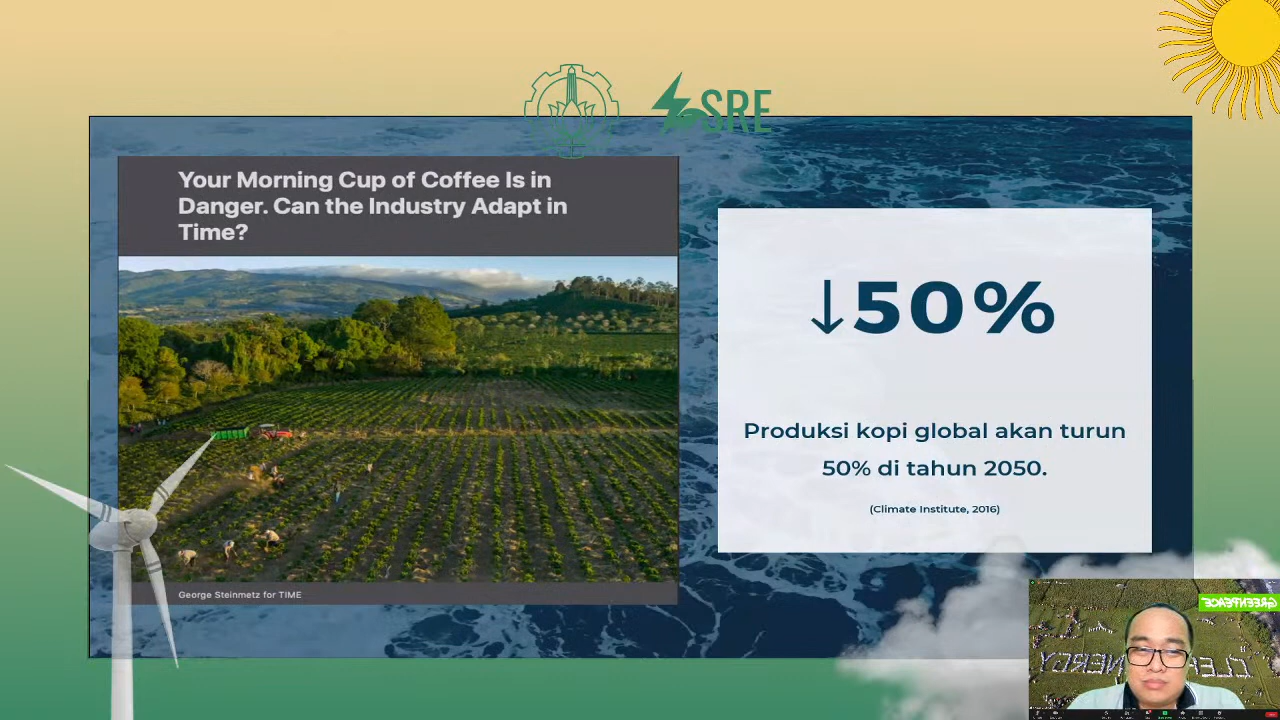 SRE
Your Morning Cup of Coffee Is in
Danger. Can the Industry Adapt in
Time?
George Steinmetz for TIME
↓50%
Produksi kopi global akan turun
50% di tahun 2050.
(Climate Institute, 2016)
GREENPEACE